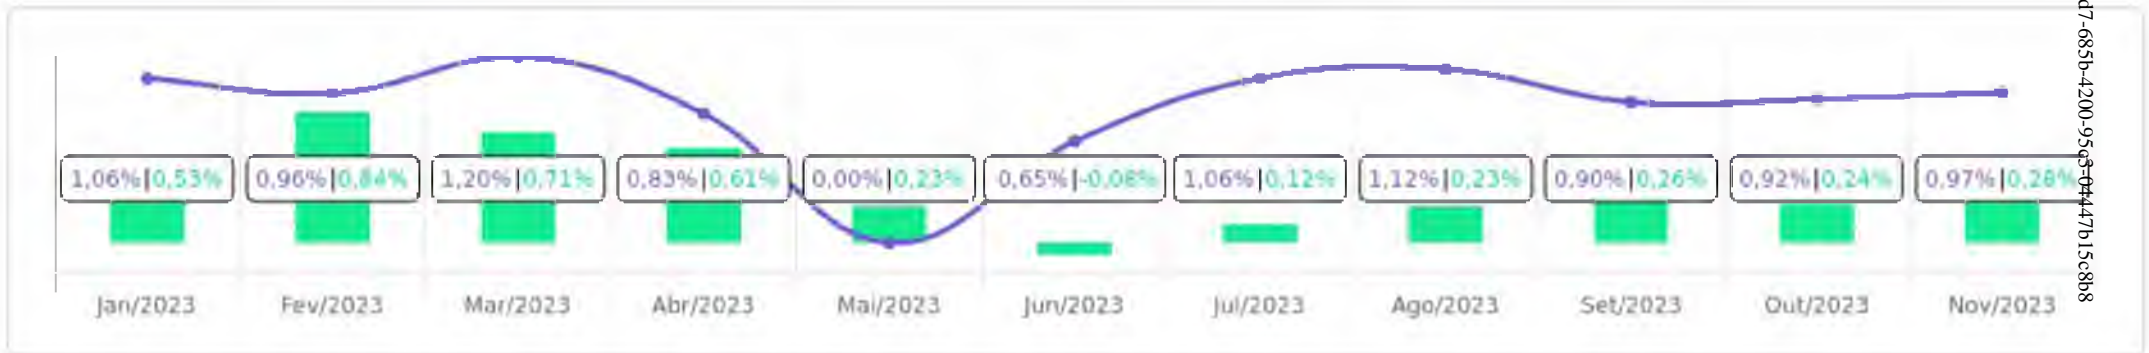 1,06%|0,53% 0,96%|0,84% 1,20%|0,71% 0,83%|0,61% 0,00%|0,23% 0,65%|-0,08% 1,06%|0,12% 1,12%|0,23% 0,90%|0,26% 0,92%|0,24% 0,97%|0,28%
Jan/2023 Fev/2023 Mar/2023 Abr/2023 Mai/2023 Jun/2023 Jul/2023 Ago/2023 Set/2023 Out/2023 Nov/2023